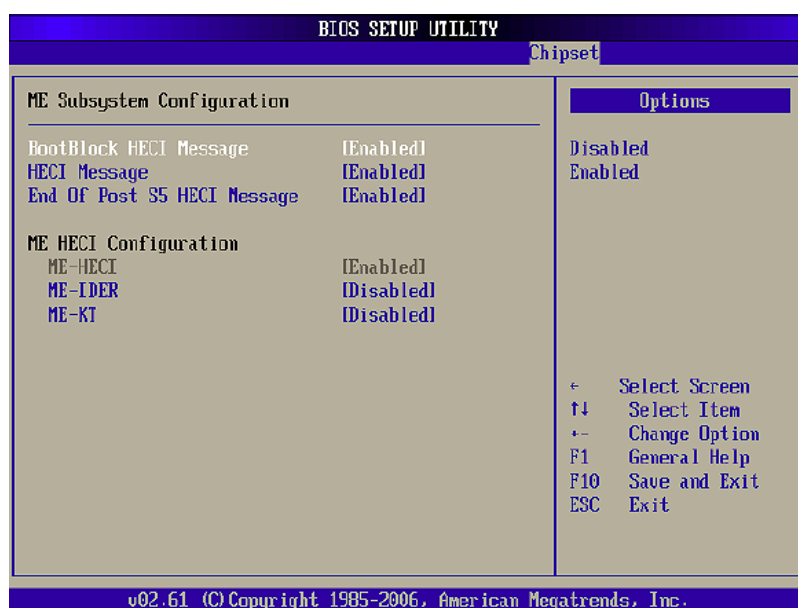 BIOS SETUP UTILITY
Chipset
ME Subsystem Configuration
BootBlock HECI Message [Enabled]
HECI Message [Enabled]
End Of Post S5 HECI Message [Enabled]
ME HECI Configuration
ME-HECI [Enabled]
ME-IDER [Disabled]
ME-KT [Disabled]
Options
Disabled
Enabled
← Select Screen
↑↓ Select Item
+- Change Option
F1 General Help
F10 Save and Exit
ESC Exit
v02.61 (C)Copyright 1985-2006, American Megatrends, Inc.